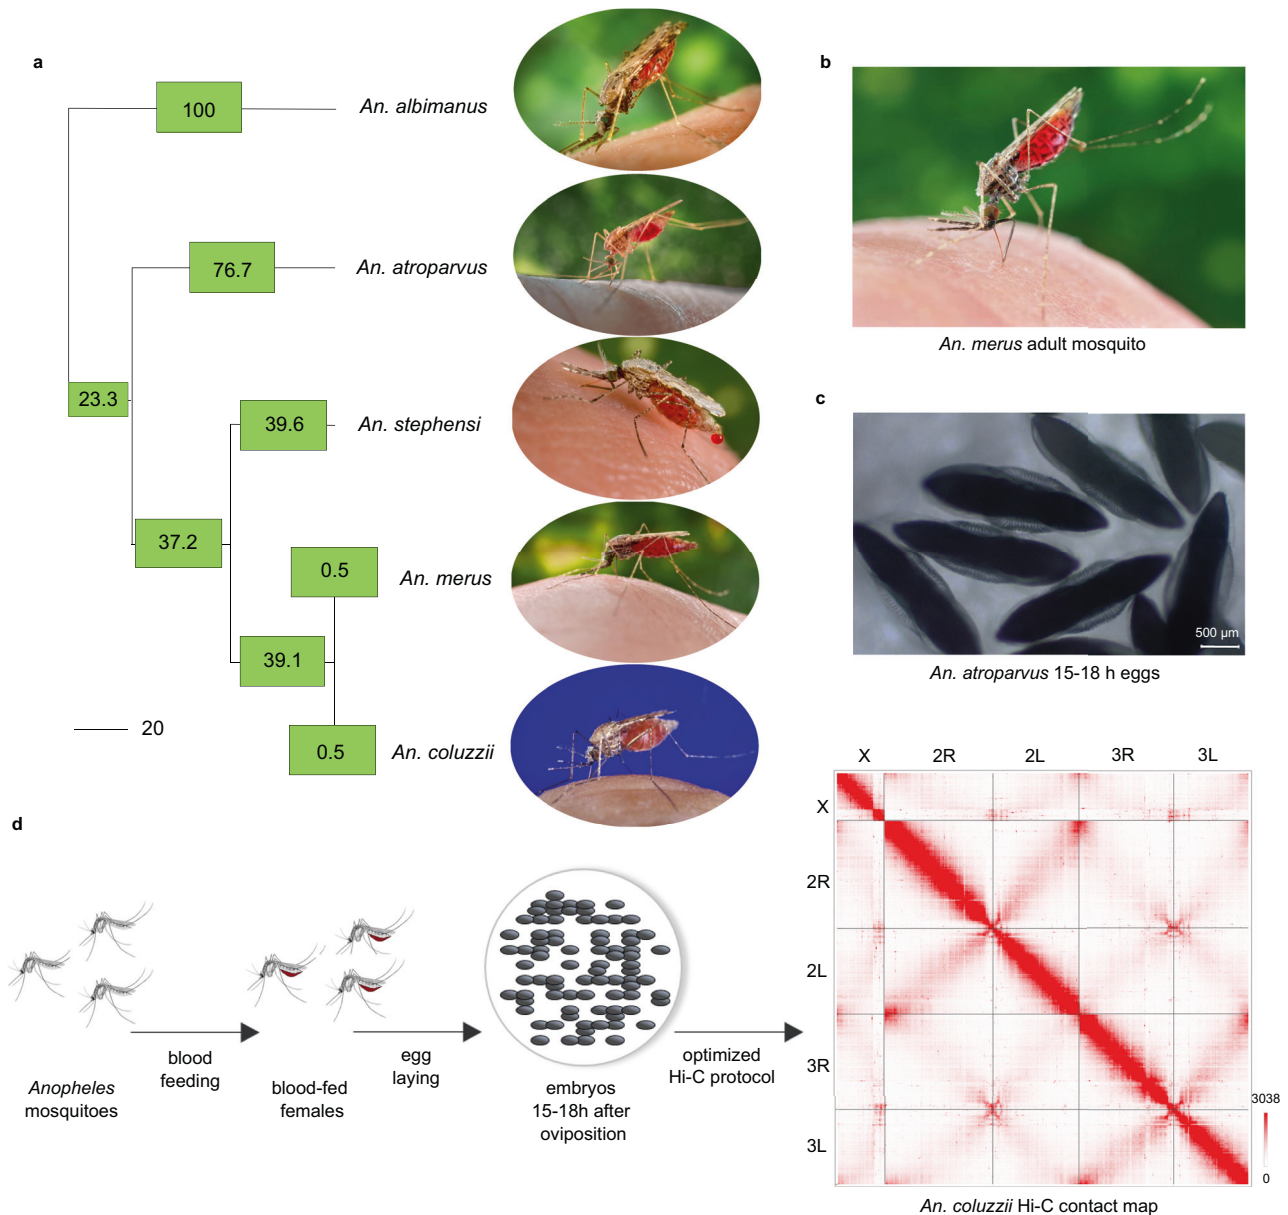 a
100
An. albimanus
76.7
An. atroparvus
23.3
39.6
An. stephensi
37.2
0.5
An. merus
39.1
20
0.5
An. coluzzii
b
An. merus adult mosquito
c
500 µm
An. atroparvus 15-18 h eggs
d
Anopheles
mosquitoes
blood
feeding
blood-fed
females
egg
laying
embryos
15-18h after
oviposition
optimized
Hi-C protocol
X 2R 2L 3R 3L
X
2R
2L
3R
3L
3038
0
An. coluzzii Hi-C contact map